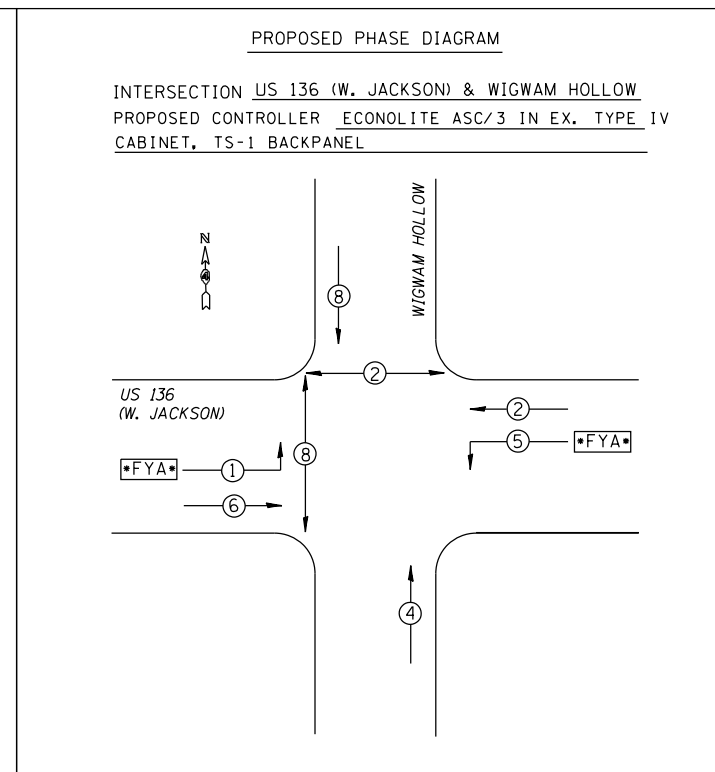 PROPOSED PHASE DIAGRAM
INTERSECTION US 136 (W. JACKSON) & WIGWAM HOLLOW
PROPOSED CONTROLLER ECONOLITE ASC/3 IN EX. TYPE IV
CABINET, TS-1 BACKPANEL
N
WIGWAM HOLLOW
8
2
US 136
(W. JACKSON)
2
5 *FYA*
8
*FYA* 1
6
4